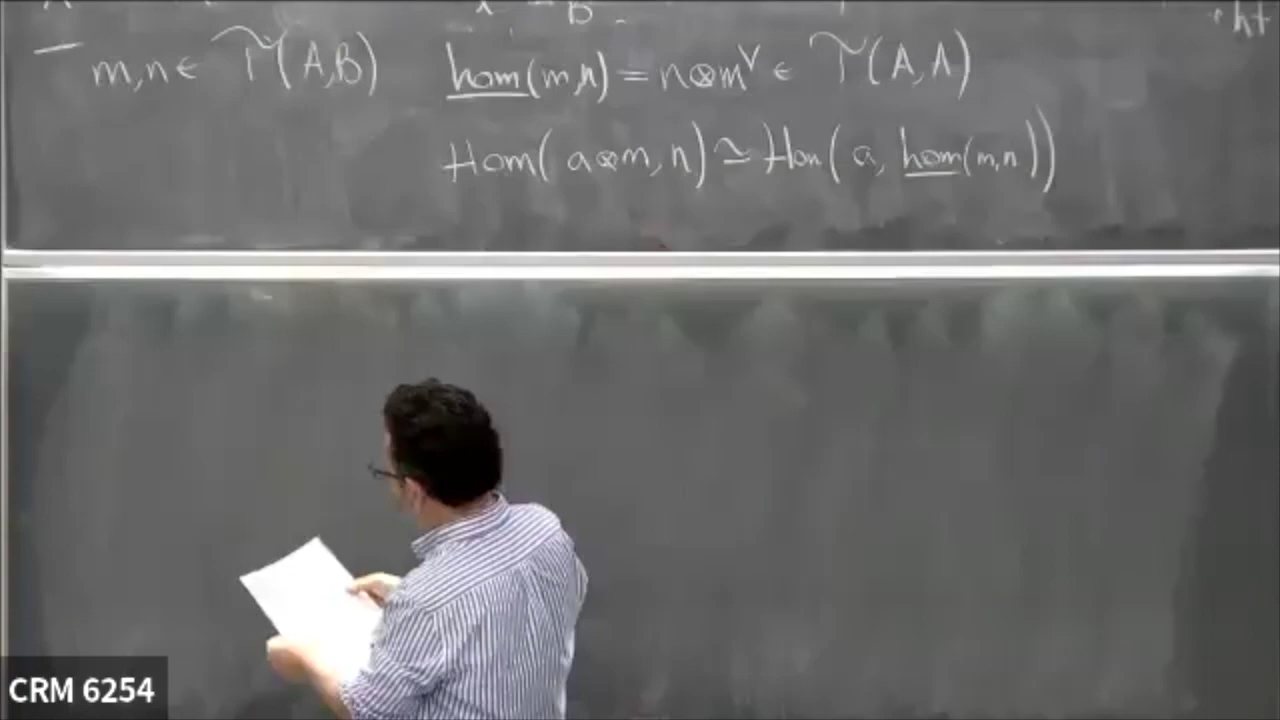 m,n ∈ 𝒯̃(A,B) hom(m,n) = n⊗m^∨ ∈ 𝒯̃(A,A)
Hom(a⊗m, n) ≃ Hom(a, hom(m,n))
CRM 6254